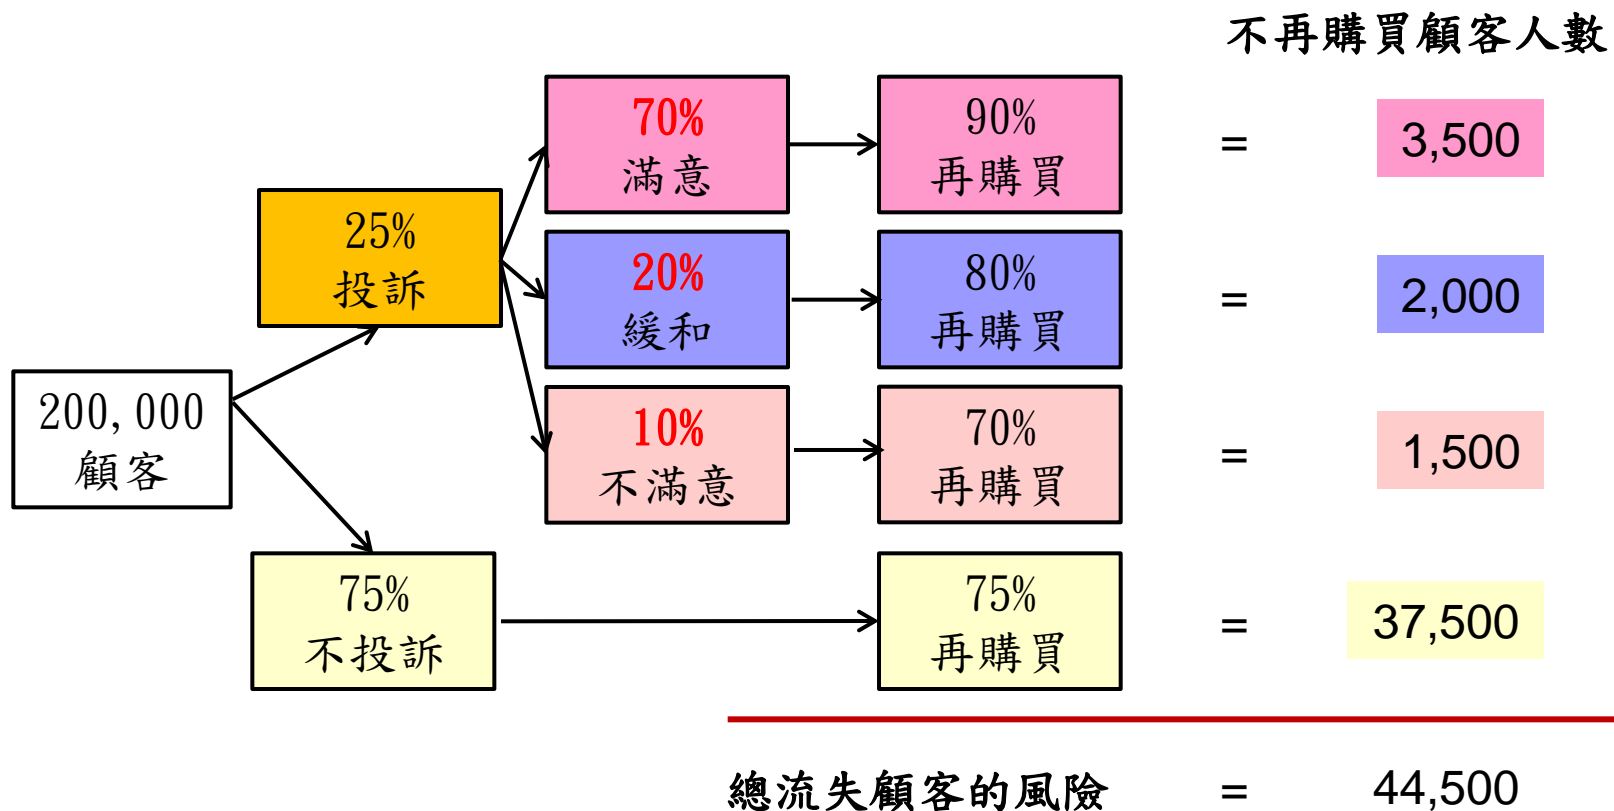 不再購買顧客人數
70%
滿意
90%
再購買
=
3,500
25%
投訴
20%
緩和
80%
再購買
=
2,000
200,000
顧客
10%
不滿意
70%
再購買
=
1,500
75%
不投訴
75%
再購買
=
37,500
總流失顧客的風險
=
44,500